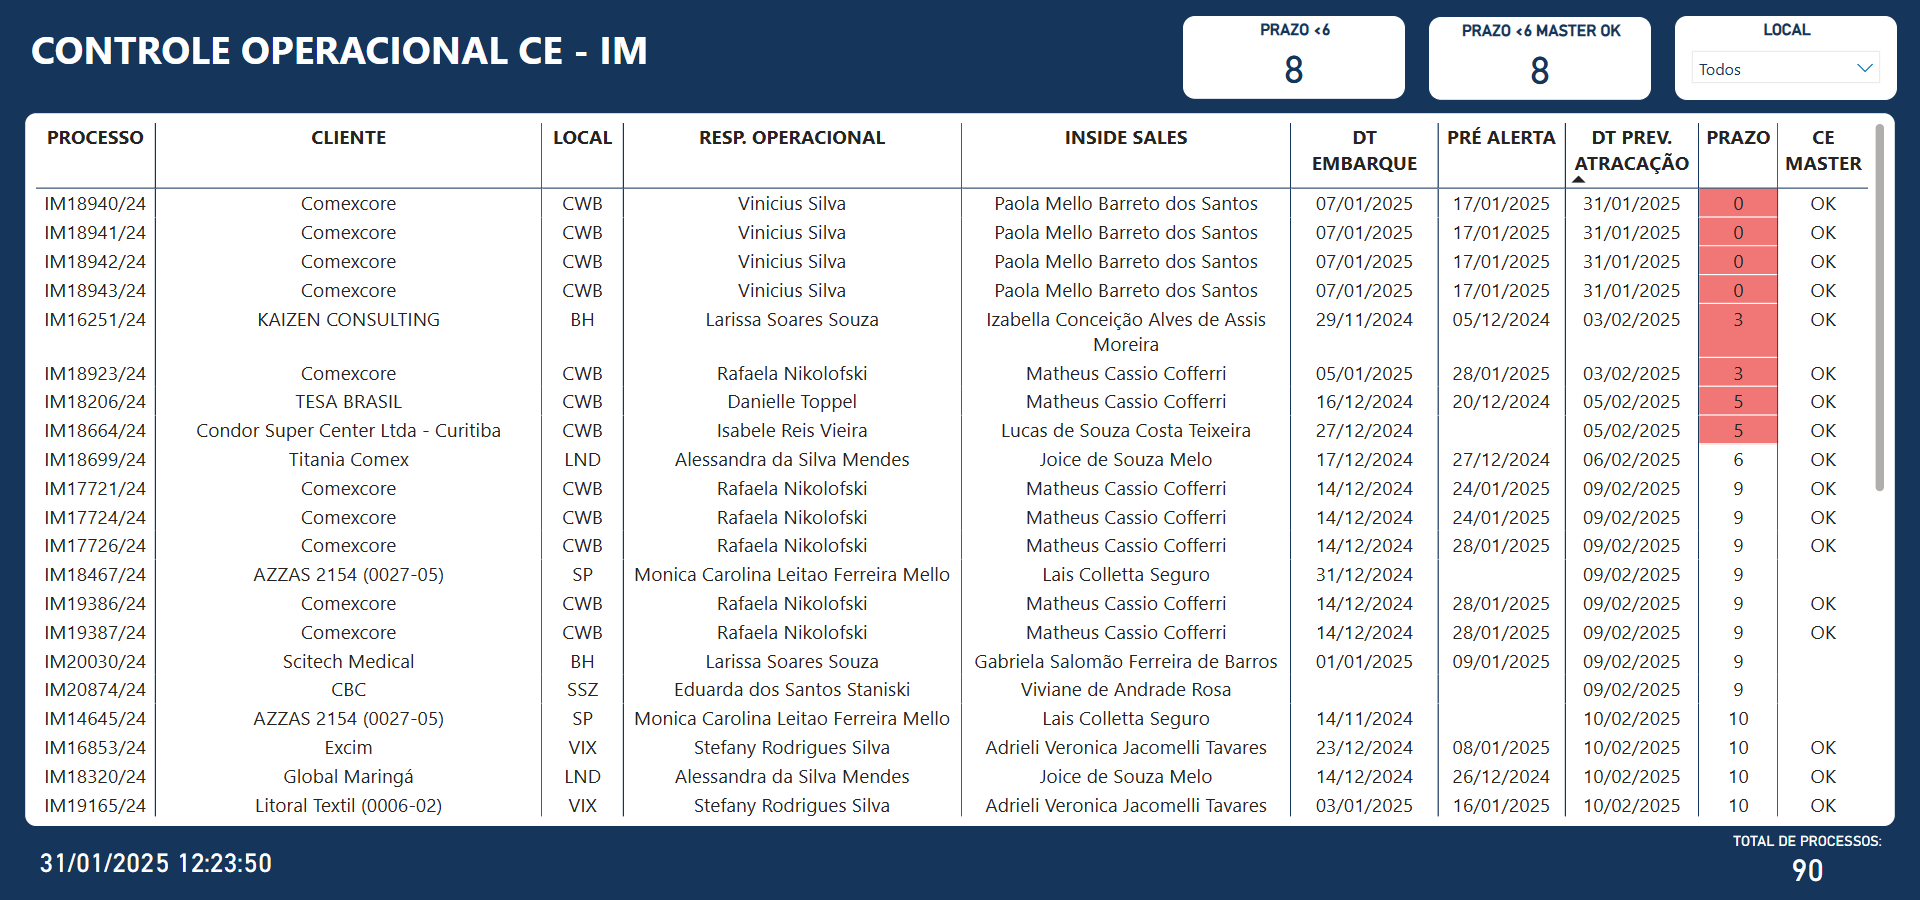 CONTROLE OPERACIONAL CE - IM
PRAZO <6
8
PRAZO <6 MASTER OK
8
LOCAL
Todos
PROCESSO CLIENTE LOCAL RESP. OPERACIONAL INSIDE SALES DT EMBARQUE PRÉ ALERTA DT PREV. ATRACAÇÃO PRAZO CE MASTER
IM18940/24 Comexcore CWB Vinicius Silva Paola Mello Barreto dos Santos 07/01/2025 17/01/2025 31/01/2025 0 OK
IM18941/24 Comexcore CWB Vinicius Silva Paola Mello Barreto dos Santos 07/01/2025 17/01/2025 31/01/2025 0 OK
IM18942/24 Comexcore CWB Vinicius Silva Paola Mello Barreto dos Santos 07/01/2025 17/01/2025 31/01/2025 0 OK
IM18943/24 Comexcore CWB Vinicius Silva Paola Mello Barreto dos Santos 07/01/2025 17/01/2025 31/01/2025 0 OK
IM16251/24 KAIZEN CONSULTING BH Larissa Soares Souza Izabella Conceição Alves de Assis Moreira 29/11/2024 05/12/2024 03/02/2025 3 OK
IM18923/24 Comexcore CWB Rafaela Nikolofski Matheus Cassio Cofferri 05/01/2025 28/01/2025 03/02/2025 3 OK
IM18206/24 TESA BRASIL CWB Danielle Toppel Matheus Cassio Cofferri 16/12/2024 20/12/2024 05/02/2025 5 OK
IM18664/24 Condor Super Center Ltda - Curitiba CWB Isabele Reis Vieira Lucas de Souza Costa Teixeira 27/12/2024 05/02/2025 5 OK
IM18699/24 Titania Comex LND Alessandra da Silva Mendes Joice de Souza Melo 17/12/2024 27/12/2024 06/02/2025 6 OK
IM17721/24 Comexcore CWB Rafaela Nikolofski Matheus Cassio Cofferri 14/12/2024 24/01/2025 09/02/2025 9 OK
IM17724/24 Comexcore CWB Rafaela Nikolofski Matheus Cassio Cofferri 14/12/2024 24/01/2025 09/02/2025 9 OK
IM17726/24 Comexcore CWB Rafaela Nikolofski Matheus Cassio Cofferri 14/12/2024 28/01/2025 09/02/2025 9 OK
IM18467/24 AZZAS 2154 (0027-05) SP Monica Carolina Leitao Ferreira Mello Lais Colletta Seguro 31/12/2024 09/02/2025 9
IM19386/24 Comexcore CWB Rafaela Nikolofski Matheus Cassio Cofferri 14/12/2024 28/01/2025 09/02/2025 9 OK
IM19387/24 Comexcore CWB Rafaela Nikolofski Matheus Cassio Cofferri 14/12/2024 28/01/2025 09/02/2025 9 OK
IM20030/24 Scitech Medical BH Larissa Soares Souza Gabriela Salomão Ferreira de Barros 01/01/2025 09/01/2025 09/02/2025 9
IM20874/24 CBC SSZ Eduarda dos Santos Staniski Viviane de Andrade Rosa 09/02/2025 9
IM14645/24 AZZAS 2154 (0027-05) SP Monica Carolina Leitao Ferreira Mello Lais Colletta Seguro 14/11/2024 10/02/2025 10
IM16853/24 Excim VIX Stefany Rodrigues Silva Adrieli Veronica Jacomelli Tavares 23/12/2024 08/01/2025 10/02/2025 10 OK
IM18320/24 Global Maringá LND Alessandra da Silva Mendes Joice de Souza Melo 14/12/2024 26/12/2024 10/02/2025 10 OK
IM19165/24 Litoral Textil (0006-02) VIX Stefany Rodrigues Silva Adrieli Veronica Jacomelli Tavares 03/01/2025 16/01/2025 10/02/2025 10 OK
31/01/2025 12:23:50
TOTAL DE PROCESSOS:
90